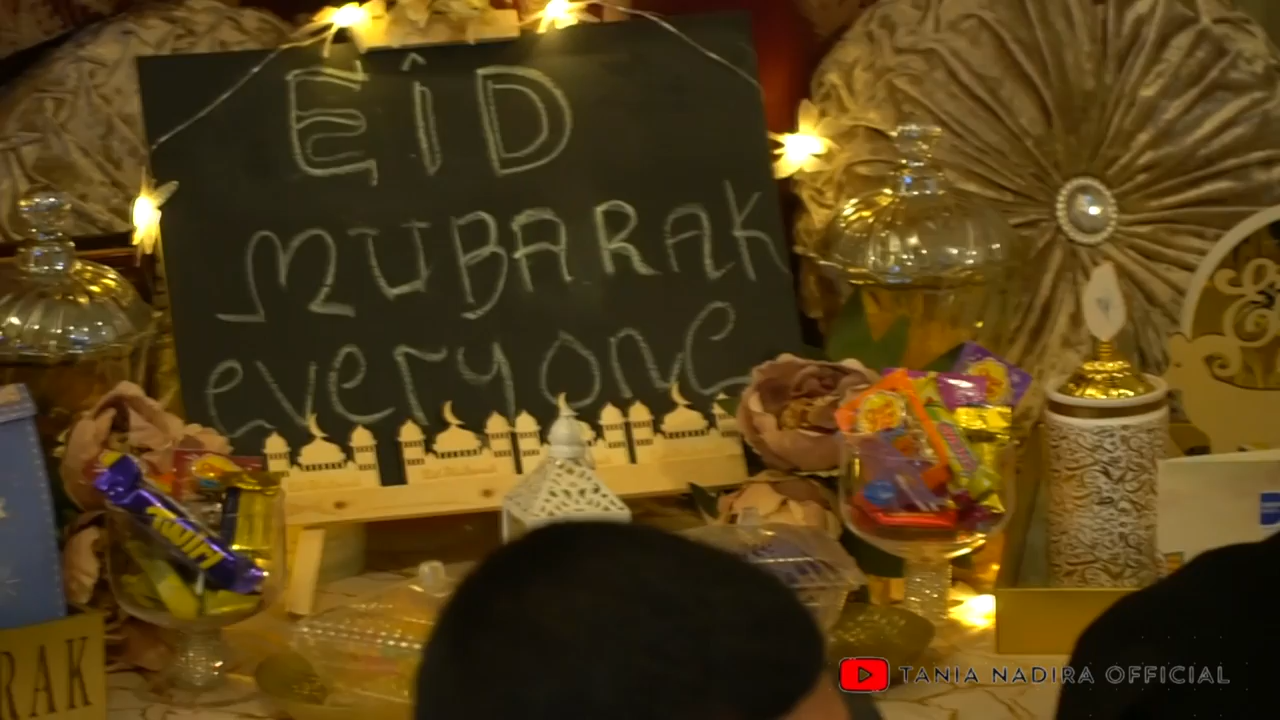 EID
MUBARAK
everyone
TWIRL
RAK
TANIA NADIRA OFFICIAL